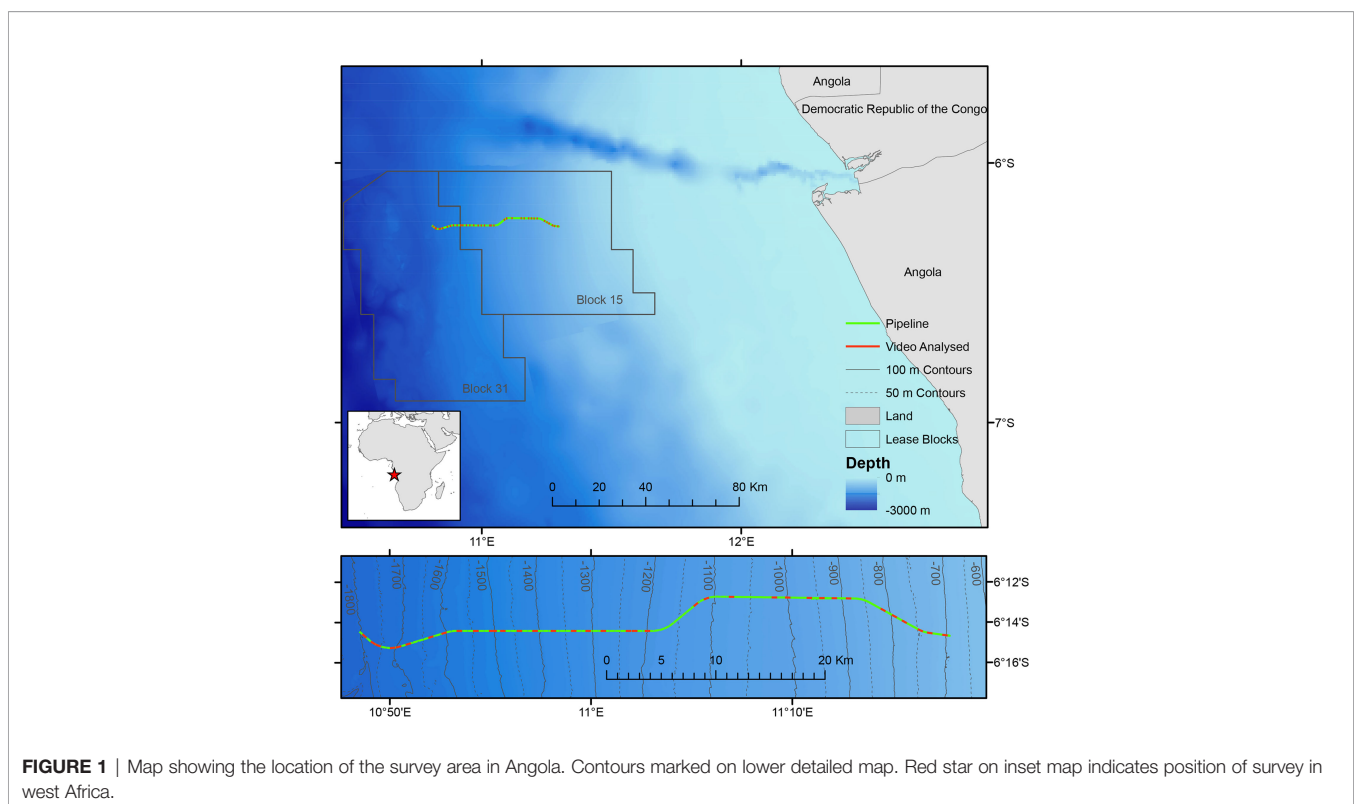 Angola
Democratic Republic of the Congo
6°S
Angola
Block 15
Pipeline
Video Analysed
100 m Contours
Block 31
50 m Contours
Land
7°S
Lease Blocks
Depth
0 m
0 20 40 80 Km
-3000 m
11°E 12°E
-1700 -1600 -1500 -1400 -1300 -1200 -1100 -1000 -900 -800 -700 -600
6°12'S
6°14'S
0 5 10 20 Km
6°16'S
10°50'E 11°E 11°10'E
FIGURE 1 | Map showing the location of the survey area in Angola. Contours marked on lower detailed map. Red star on inset map indicates position of survey in
west Africa.